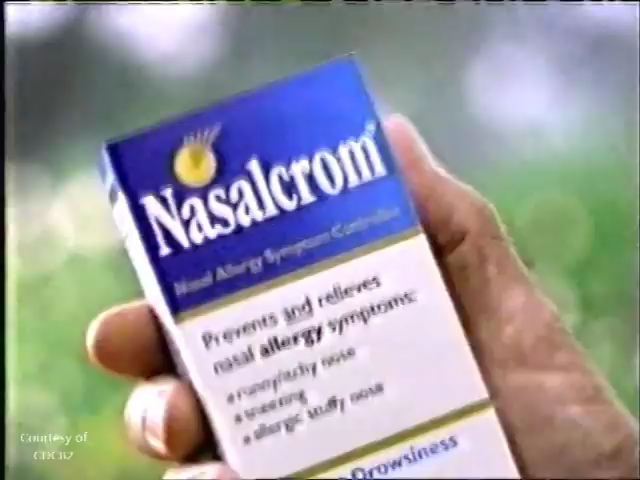 Nasalcrom
Nasal Allergy Symptom Controller
Prevents and relieves
nasal allergy symptoms:
runny/itchy nose
sneezing
allergic stuffy nose
Drowsiness
Courtesy of